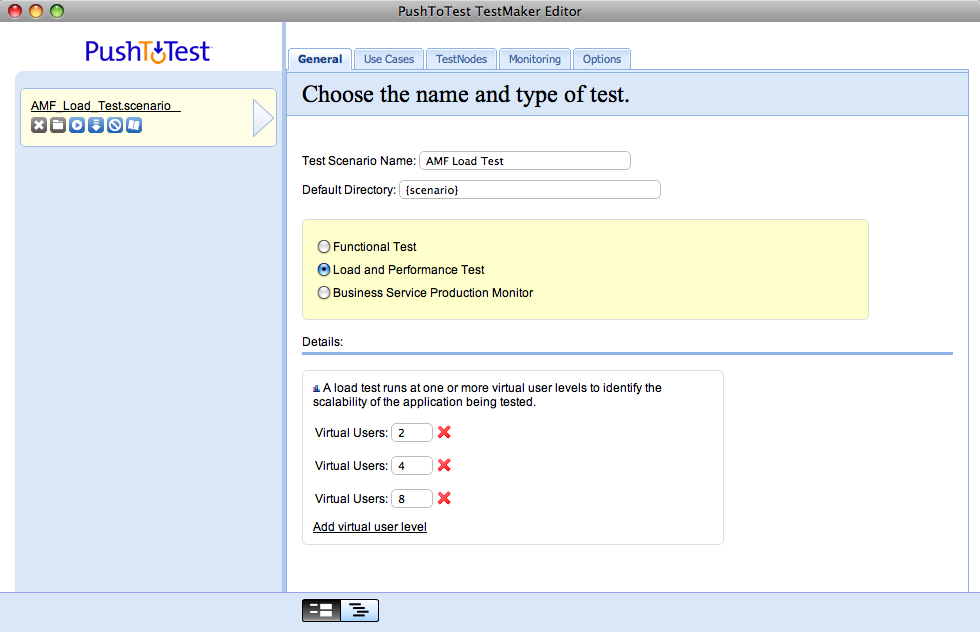 PushToTest TestMaker Editor
PushToTest
AMF_Load_Test.scenario
General Use Cases TestNodes Monitoring Options
Choose the name and type of test.
Test Scenario Name: AMF Load Test
Default Directory: {scenario}
Functional Test
Load and Performance Test
Business Service Production Monitor
Details:
A load test runs at one or more virtual user levels to identify the
scalability of the application being tested.
Virtual Users: 2
Virtual Users: 4
Virtual Users: 8
Add virtual user level